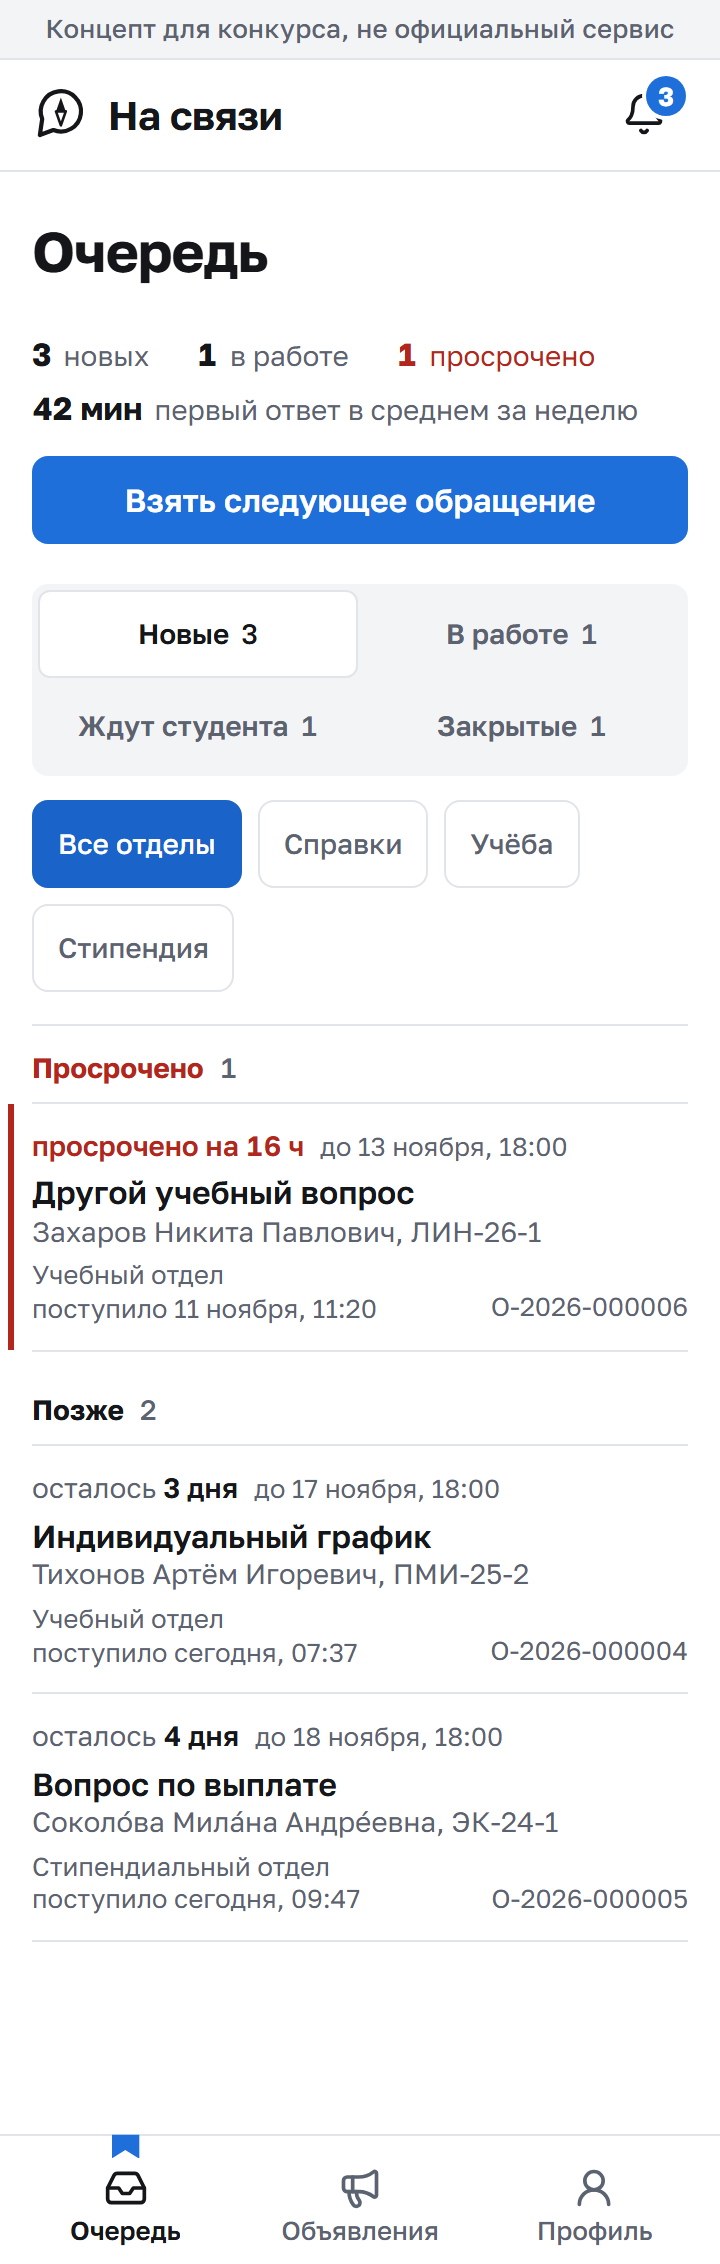 Концепт для конкурса, не официальный сервис
На связи
3
Очередь
3 новых 1 в работе 1 просрочено
42 мин первый ответ в среднем за неделю
Взять следующее обращение
Новые 3 В работе 1
Ждут студента 1 Закрытые 1
Все отделы Справки Учёба
Стипендия
Просрочено 1
просрочено на 16 ч до 13 ноября, 18:00
Другой учебный вопрос
Захаров Никита Павлович, ЛИН-26-1
Учебный отдел
поступило 11 ноября, 11:20 О-2026-000006
Позже 2
осталось 3 дня до 17 ноября, 18:00
Индивидуальный график
Тихонов Артём Игоревич, ПМИ-25-2
Учебный отдел
поступило сегодня, 07:37 О-2026-000004
осталось 4 дня до 18 ноября, 18:00
Вопрос по выплате
Соколо́ва Мила́на Андре́евна, ЭК-24-1
Стипендиальный отдел
поступило сегодня, 09:47 О-2026-000005
Очередь Объявления Профиль